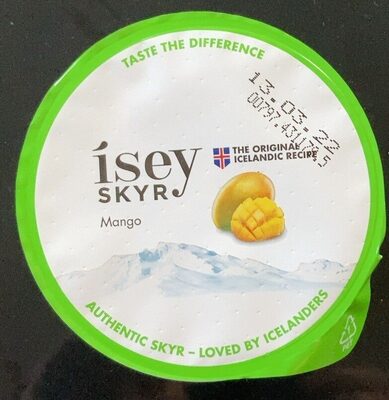 TASTE THE DIFFERENCE
13.03.22
ísey
SKYR
THE ORIGINAL
ICELANDIC RECIPE
Mango
AUTHENTIC SKYR – LOVED BY ICELANDERS